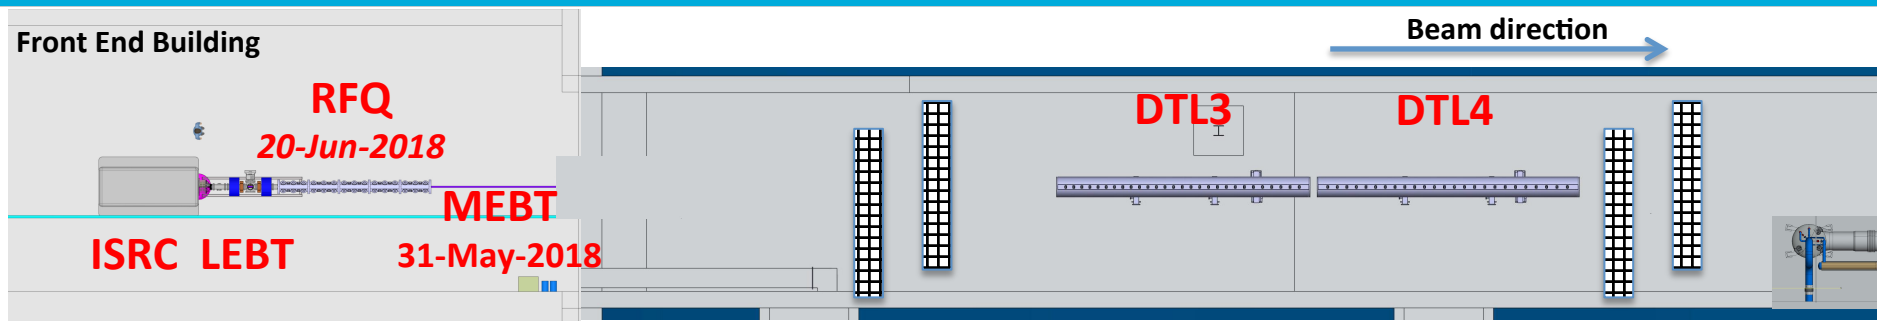 Front End Building
Beam direction
RFQ
20-Jun-2018
DTL3
DTL4
MEBT
ISRC LEBT
31-May-2018